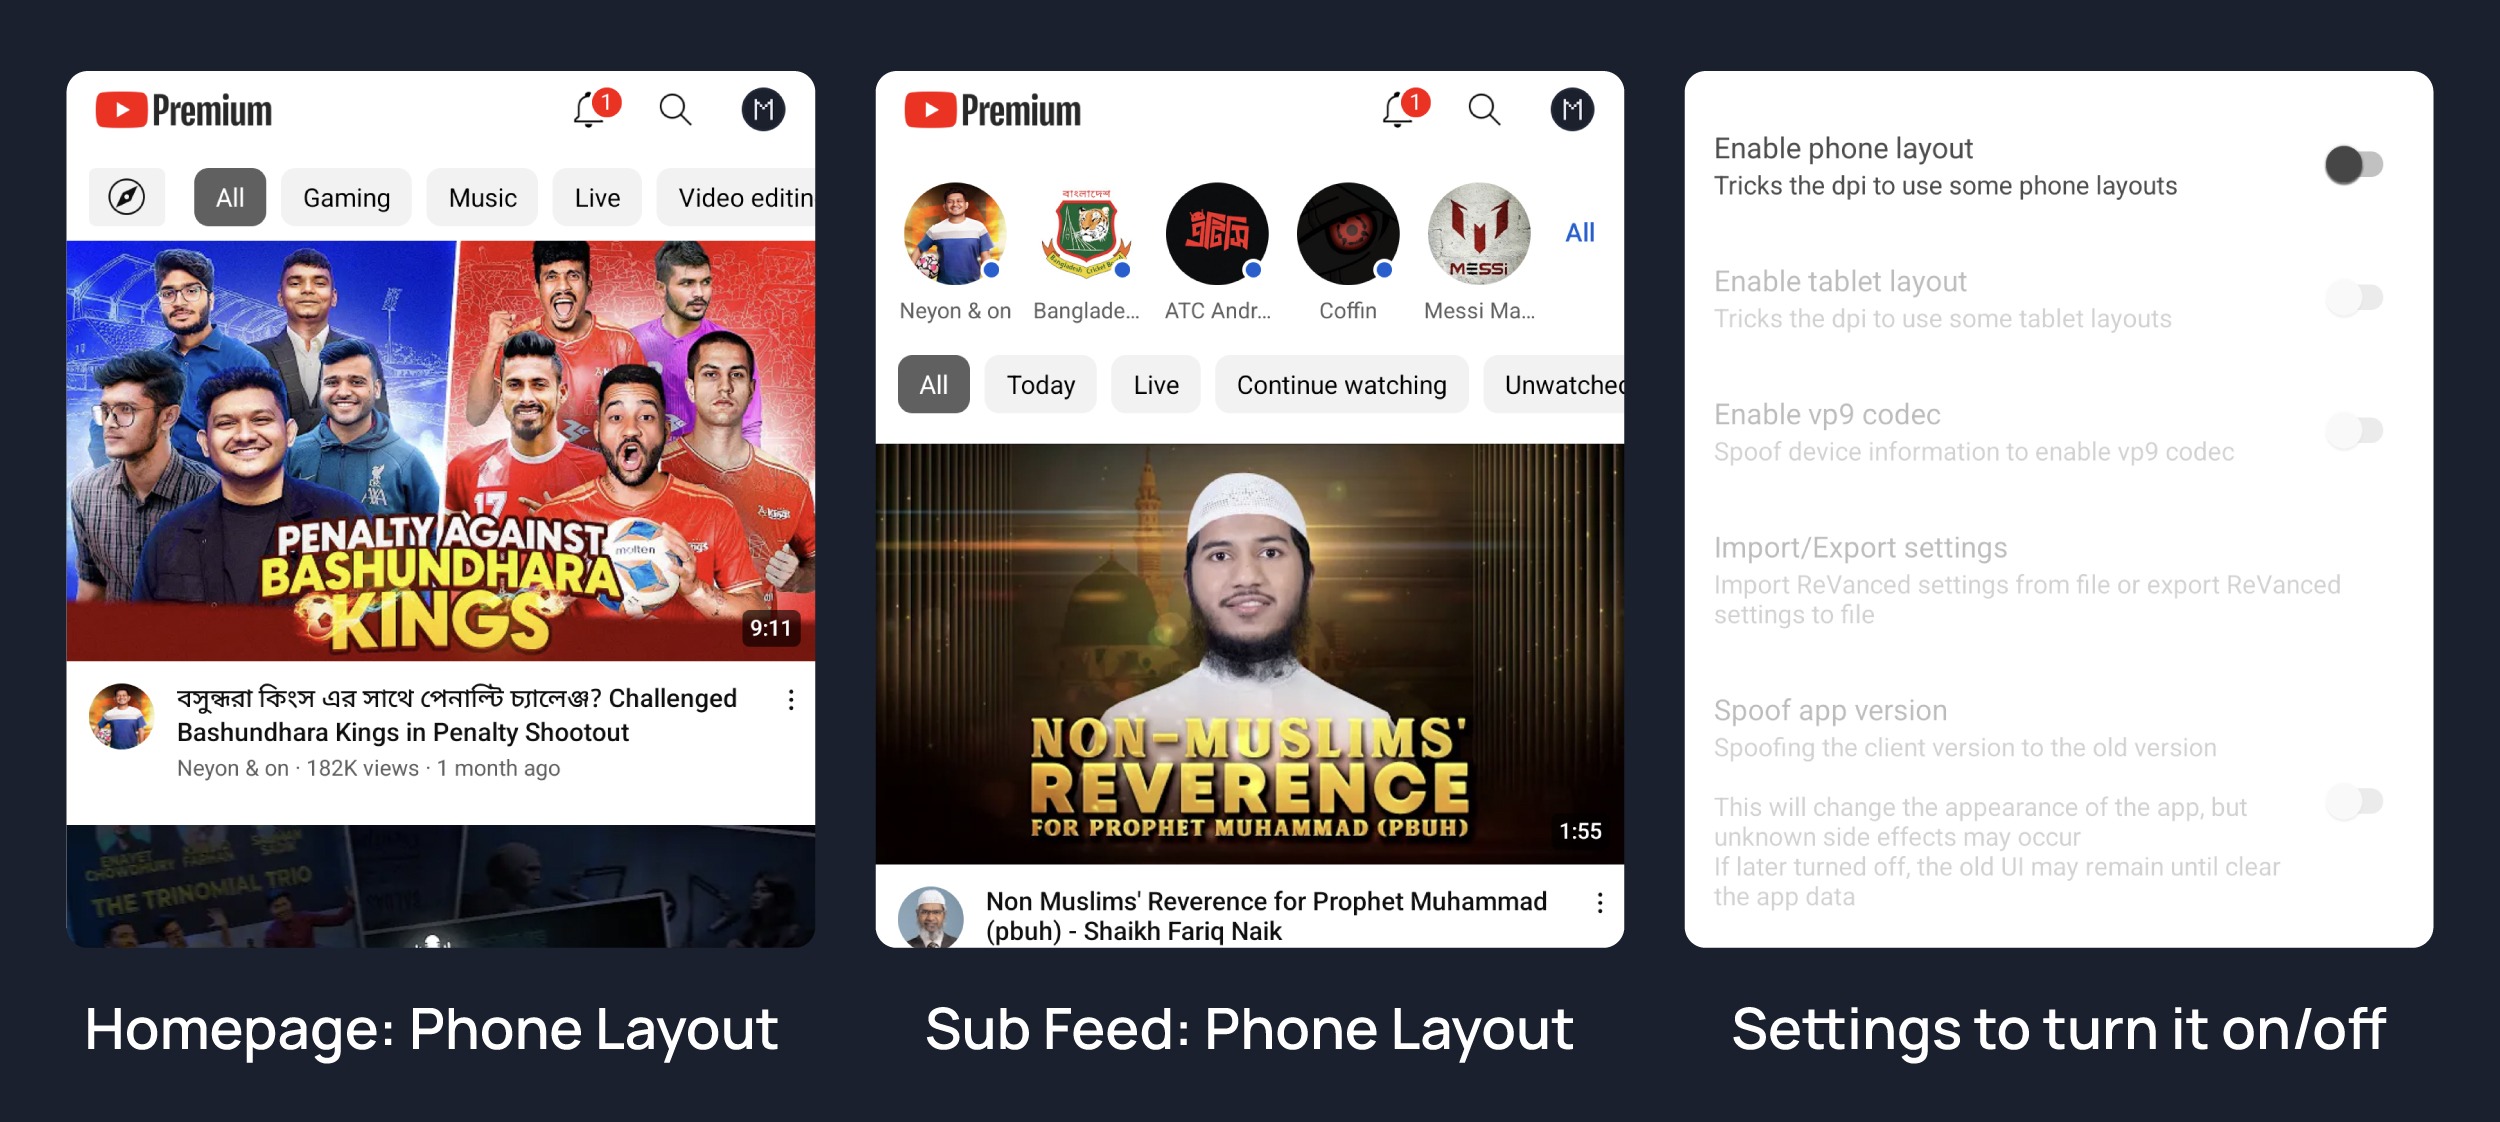 Premium
1
M
All
Gaming
Music
Live
Video editin
PENALTY AGAINST
BASHUNDHARA
KINGS
molten
17
9:11
বসুন্ধরা কিংস এর সাথে পেনাল্টি চ্যালেঞ্জ? Challenged
Bashundhara Kings in Penalty Shootout
Neyon & on · 182K views · 1 month ago
ENAYET
CHOWDHURY
THE TRINOMIAL TRIO
Homepage: Phone Layout
Premium
1
M
বাংলাদেশ
Bangladesh Cricket
এটিসি
MESSI
All
Neyon & on
Banglade...
ATC Andr...
Coffin
Messi Ma...
All
Today
Live
Continue watching
Unwatched
NON-MUSLIMS'
REVERENCE
FOR PROPHET MUHAMMAD (PBUH)
1:55
Non Muslims' Reverence for Prophet Muhammad
(pbuh) - Shaikh Fariq Naik
Sub Feed: Phone Layout
Enable phone layout
Tricks the dpi to use some phone layouts
Enable tablet layout
Tricks the dpi to use some tablet layouts
Enable vp9 codec
Spoof device information to enable vp9 codec
Import/Export settings
Import ReVanced settings from file or export ReVanced
settings to file
Spoof app version
Spoofing the client version to the old version
This will change the appearance of the app, but
unknown side effects may occur
If later turned off, the old UI may remain until clear
the app data
Settings to turn it on/off